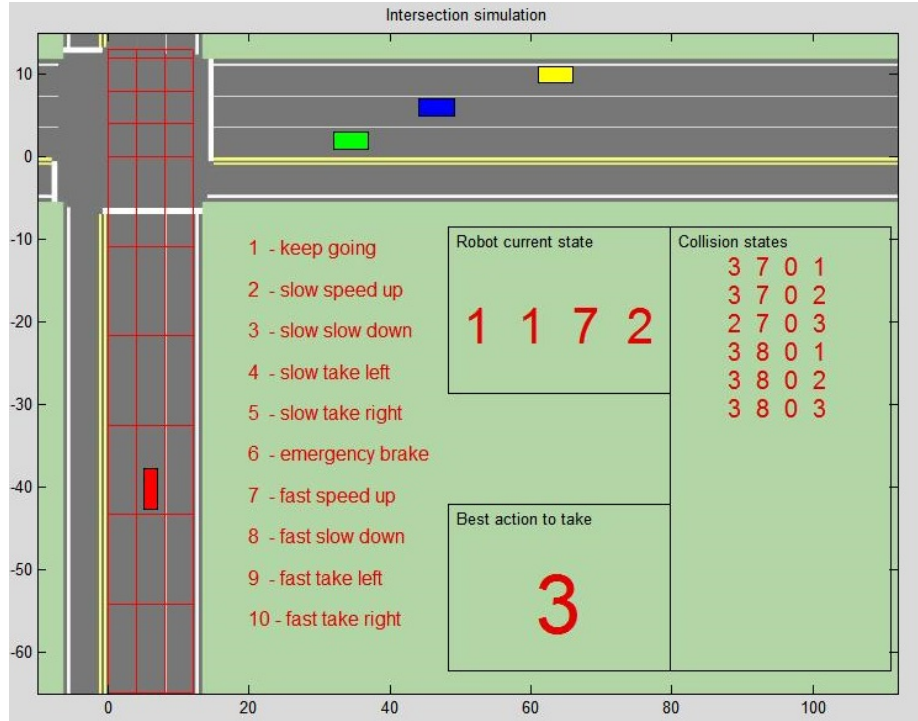 Intersection simulation
10
0
-10
-20
-30
-40
-50
-60
1 - keep going
2 - slow speed up
3 - slow slow down
4 - slow take left
5 - slow take right
6 - emergency brake
7 - fast speed up
8 - fast slow down
9 - fast take left
10 - fast take right
Robot current state
1 1 7 2
Best action to take
3
Collision states
3 7 0 1
3 7 0 2
2 7 0 3
3 8 0 1
3 8 0 2
3 8 0 3
0 20 40 60 80 100